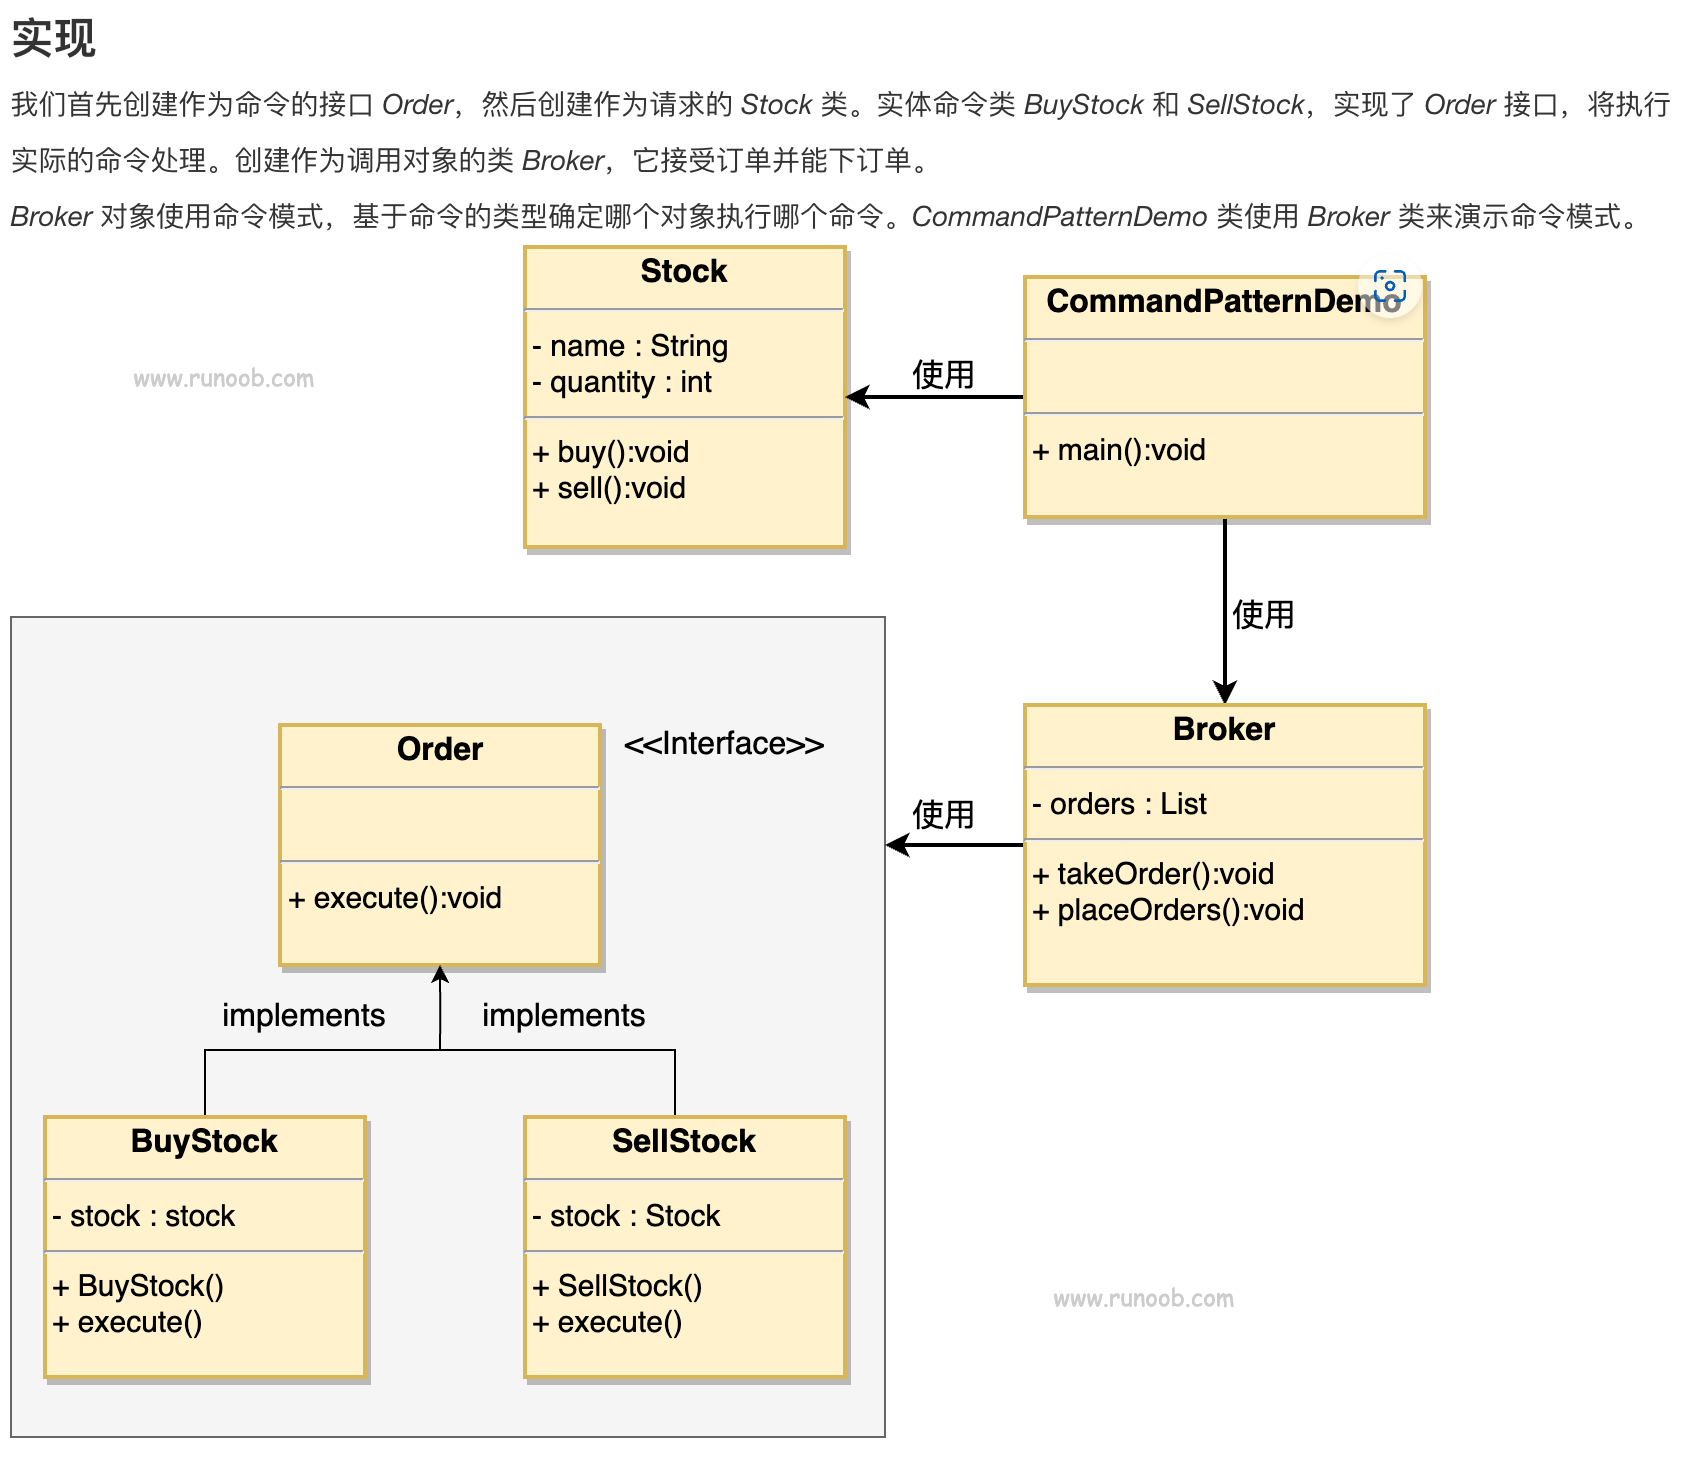 实现
我们首先创建作为命令的接口 Order，然后创建作为请求的 Stock 类。实体命令类 BuyStock 和 SellStock，实现了 Order 接口，将执行
实际的命令处理。创建作为调用对象的类 Broker，它接受订单并能下订单。
Broker 对象使用命令模式，基于命令的类型确定哪个对象执行哪个命令。CommandPatternDemo 类使用 Broker 类来演示命令模式。
Stock
- name : String
- quantity : int
+ buy():void
+ sell():void
www.runoob.com
使用
CommandPatternDemo
+ main():void
使用
Order
<<Interface>>
+ execute():void
使用
Broker
- orders : List
+ takeOrder():void
+ placeOrders():void
implements
implements
BuyStock
- stock : stock
+ BuyStock()
+ execute()
SellStock
- stock : Stock
+ SellStock()
+ execute()
www.runoob.com